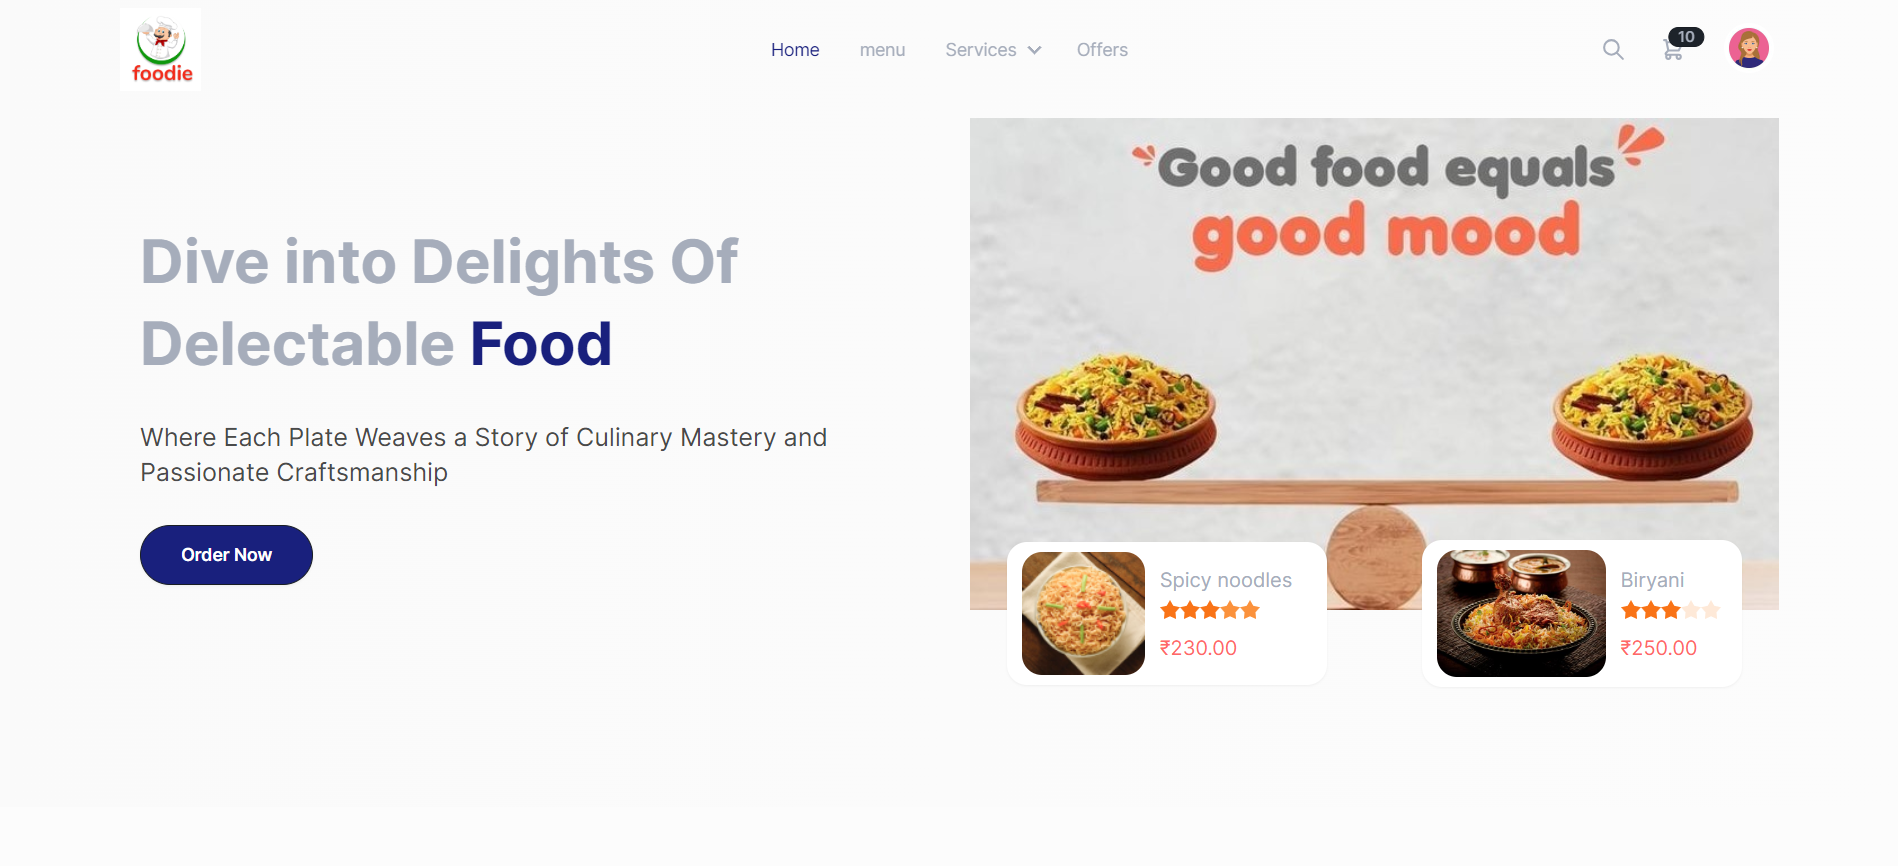 foodie
Home
menu
Services
Offers
10
Dive into Delights Of
Delectable Food
Where Each Plate Weaves a Story of Culinary Mastery and
Passionate Craftsmanship
Order Now
Good food equals
good mood
Spicy noodles
₹230.00
Biryani
₹250.00